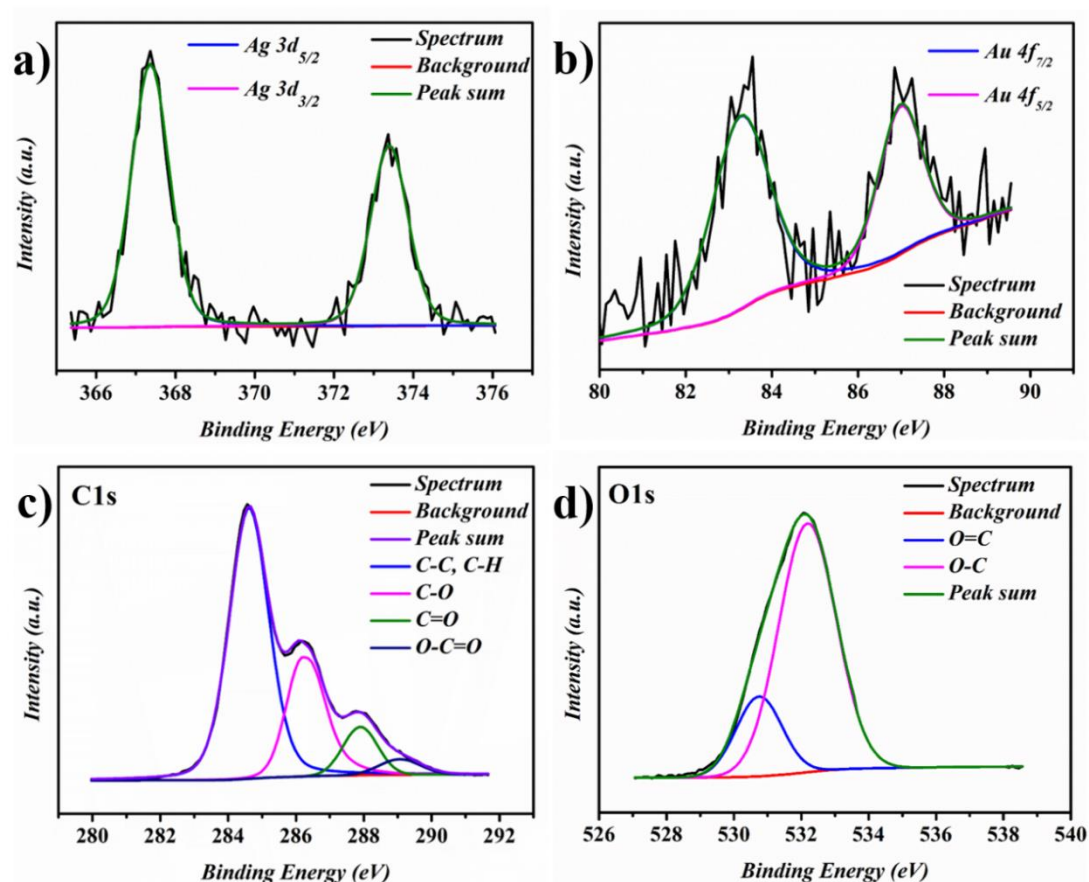 a)
Ag 3d5/2
Ag 3d3/2
Spectrum
Background
Peak sum
Intensity (a.u.)
366 368 370 372 374 376
Binding Energy (eV)
b)
Au 4f7/2
Au 4f5/2
Spectrum
Background
Peak sum
Intensity (a.u.)
80 82 84 86 88 90
Binding Energy (eV)
c)
C1s
Spectrum
Background
Peak sum
C-C, C-H
C-O
C=O
O-C=O
Intensity (a.u.)
280 282 284 286 288 290 292
Binding Energy (eV)
d)
O1s
Spectrum
Background
O=C
O-C
Peak sum
Intensity (a.u.)
526 528 530 532 534 536 538 540
Binding Energy (eV)